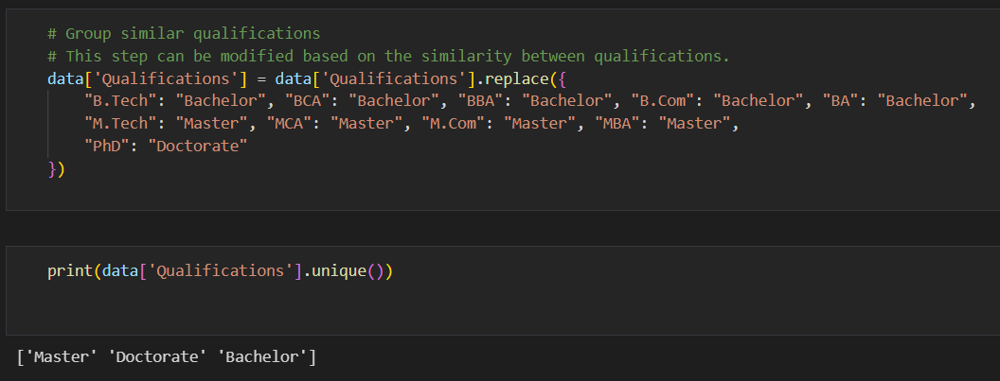 # Group similar qualifications
# This step can be modified based on the similarity between qualifications.
data['Qualifications'] = data['Qualifications'].replace({
    "B.Tech": "Bachelor", "BCA": "Bachelor", "BBA": "Bachelor", "B.Com": "Bachelor", "BA": "Bachelor",
    "M.Tech": "Master", "MCA": "Master", "M.Com": "Master", "MBA": "Master",
    "PhD": "Doctorate"
})
print(data['Qualifications'].unique())
['Master' 'Doctorate' 'Bachelor']